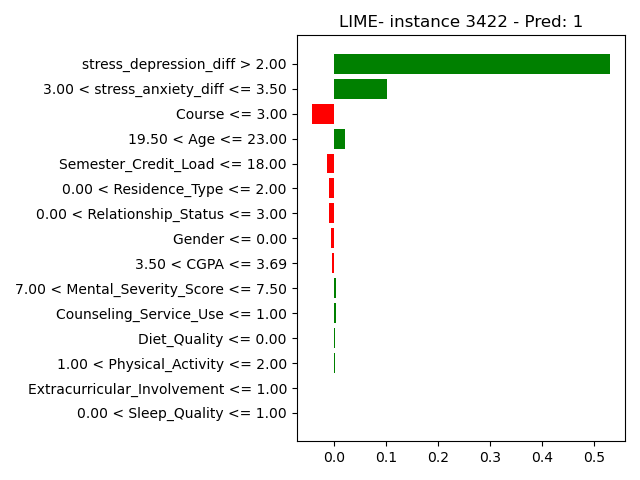 LIME- instance 3422 - Pred: 1
stress_depression_diff > 2.00
3.00 < stress_anxiety_diff <= 3.50
Course <= 3.00
19.50 < Age <= 23.00
Semester_Credit_Load <= 18.00
0.00 < Residence_Type <= 2.00
0.00 < Relationship_Status <= 3.00
Gender <= 0.00
3.50 < CGPA <= 3.69
7.00 < Mental_Severity_Score <= 7.50
Counseling_Service_Use <= 1.00
Diet_Quality <= 0.00
1.00 < Physical_Activity <= 2.00
Extracurricular_Involvement <= 1.00
0.00 < Sleep_Quality <= 1.00
0.0 0.1 0.2 0.3 0.4 0.5